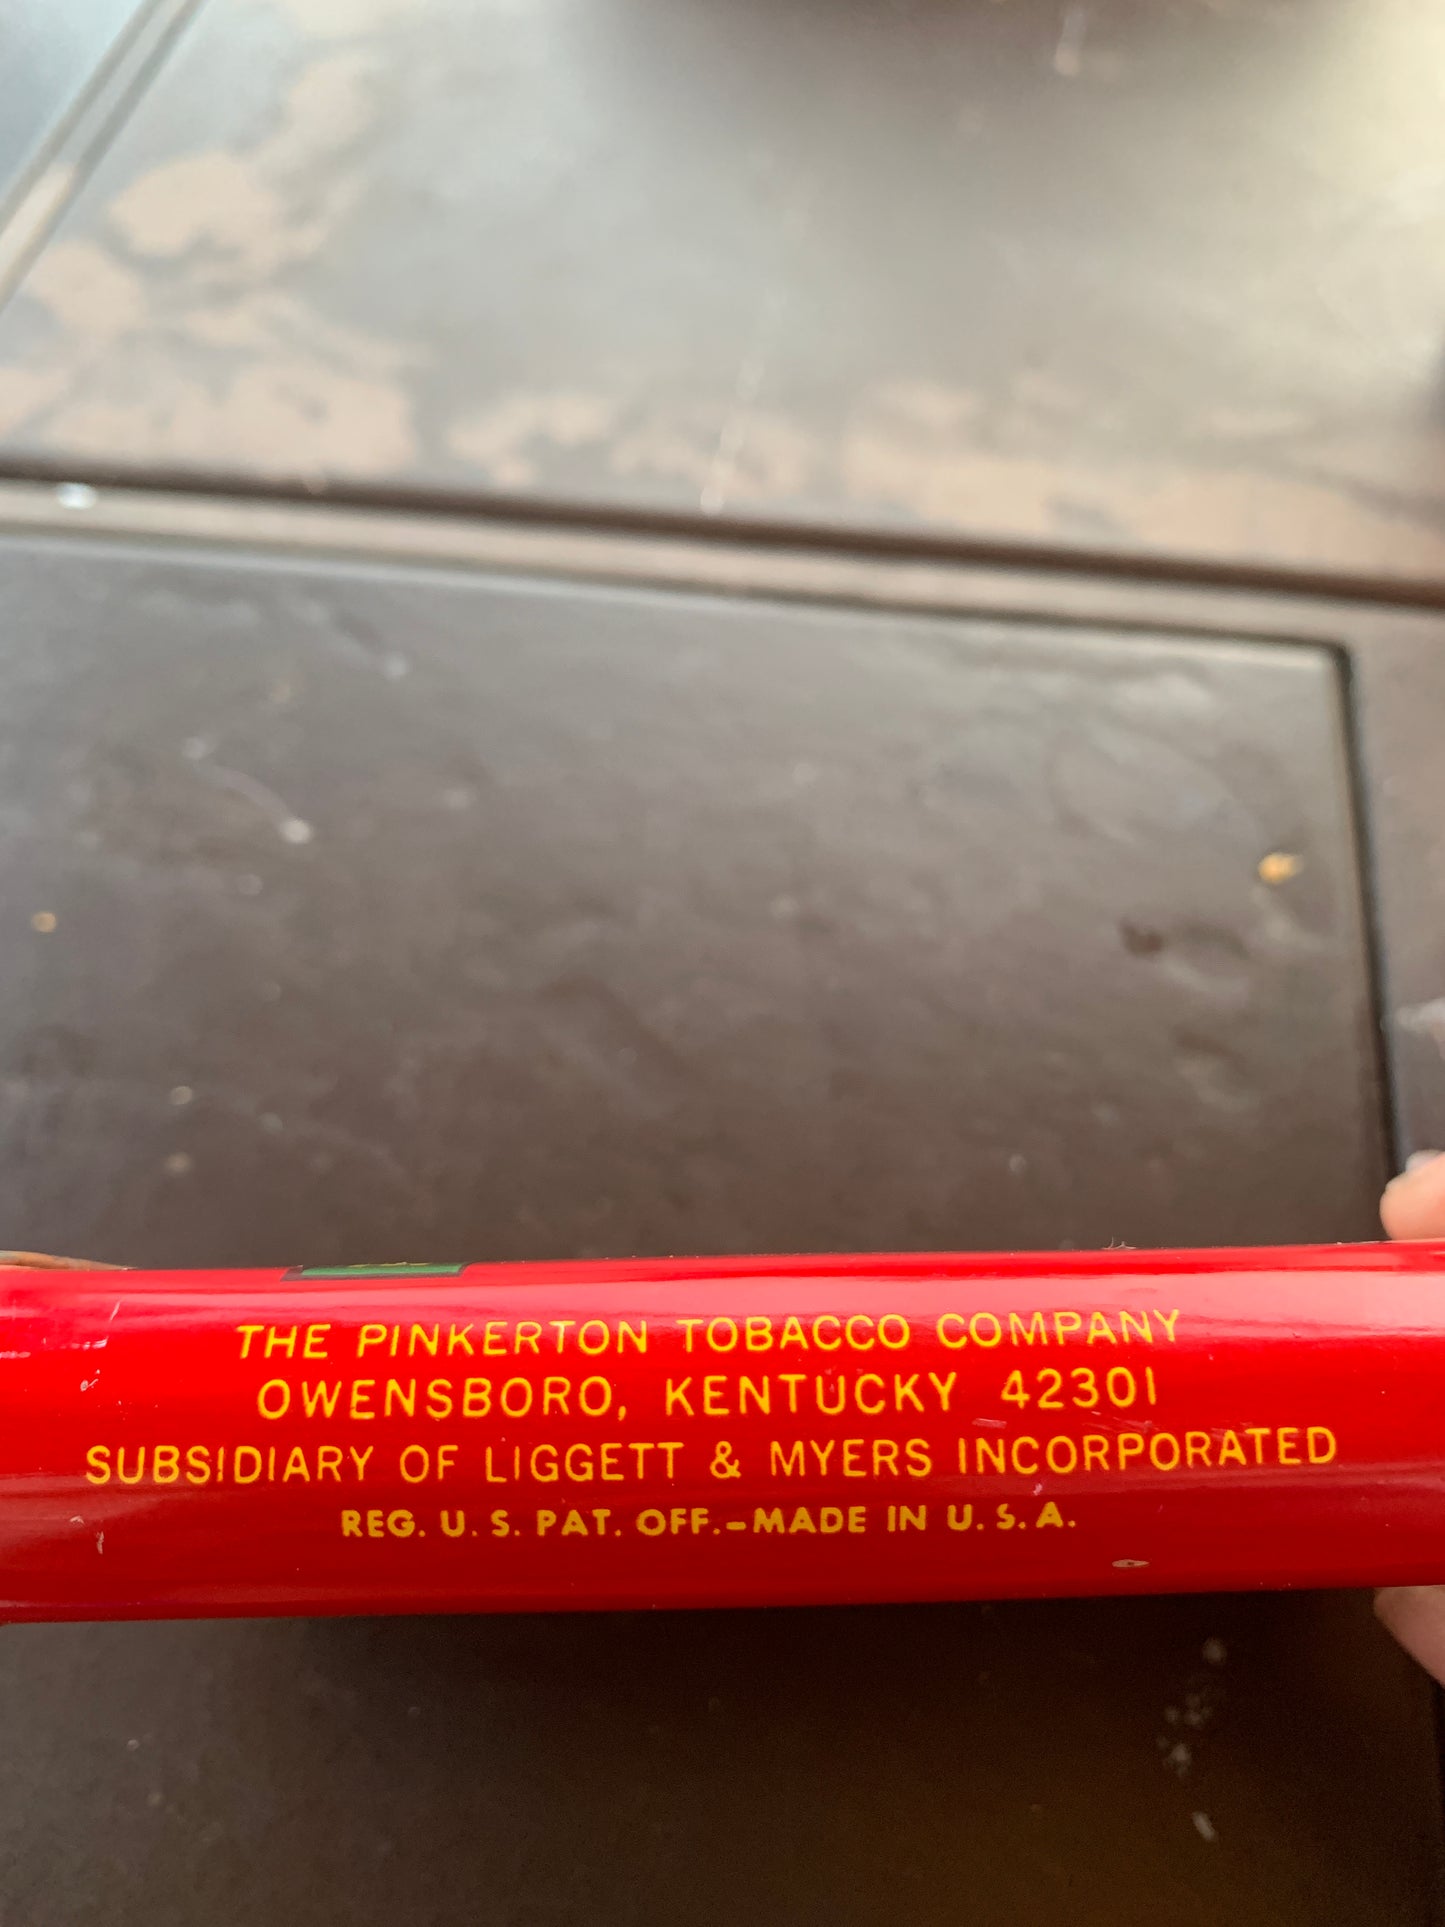 THE PINKERTON TOBACCO COMPANY
OWENSBORO, KENTUCKY 42301
SUBSIDIARY OF LIGGETT & MYERS INCORPORATED
REG. U. S. PAT. OFF.-MADE IN U. S. A.